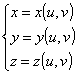 x = x(u,v)
y = y(u,v)
z = z(u,v)